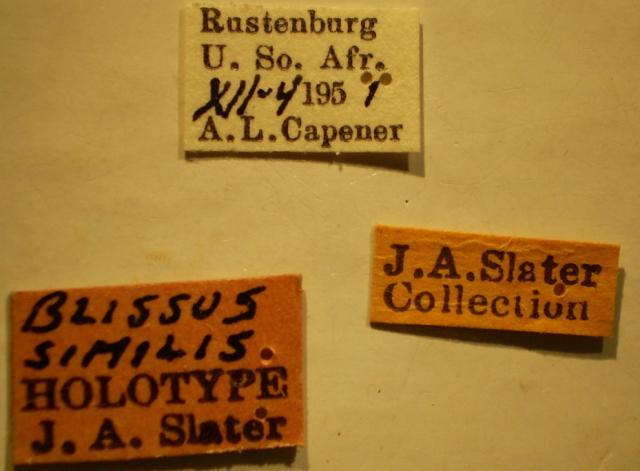 Rustenburg
U. So. Afr.
XII-4 1951
A. L. Capener
J. A. Slater
Collection
BLISSUS
SIMILIS.
HOLOTYPE
J. A. Slater